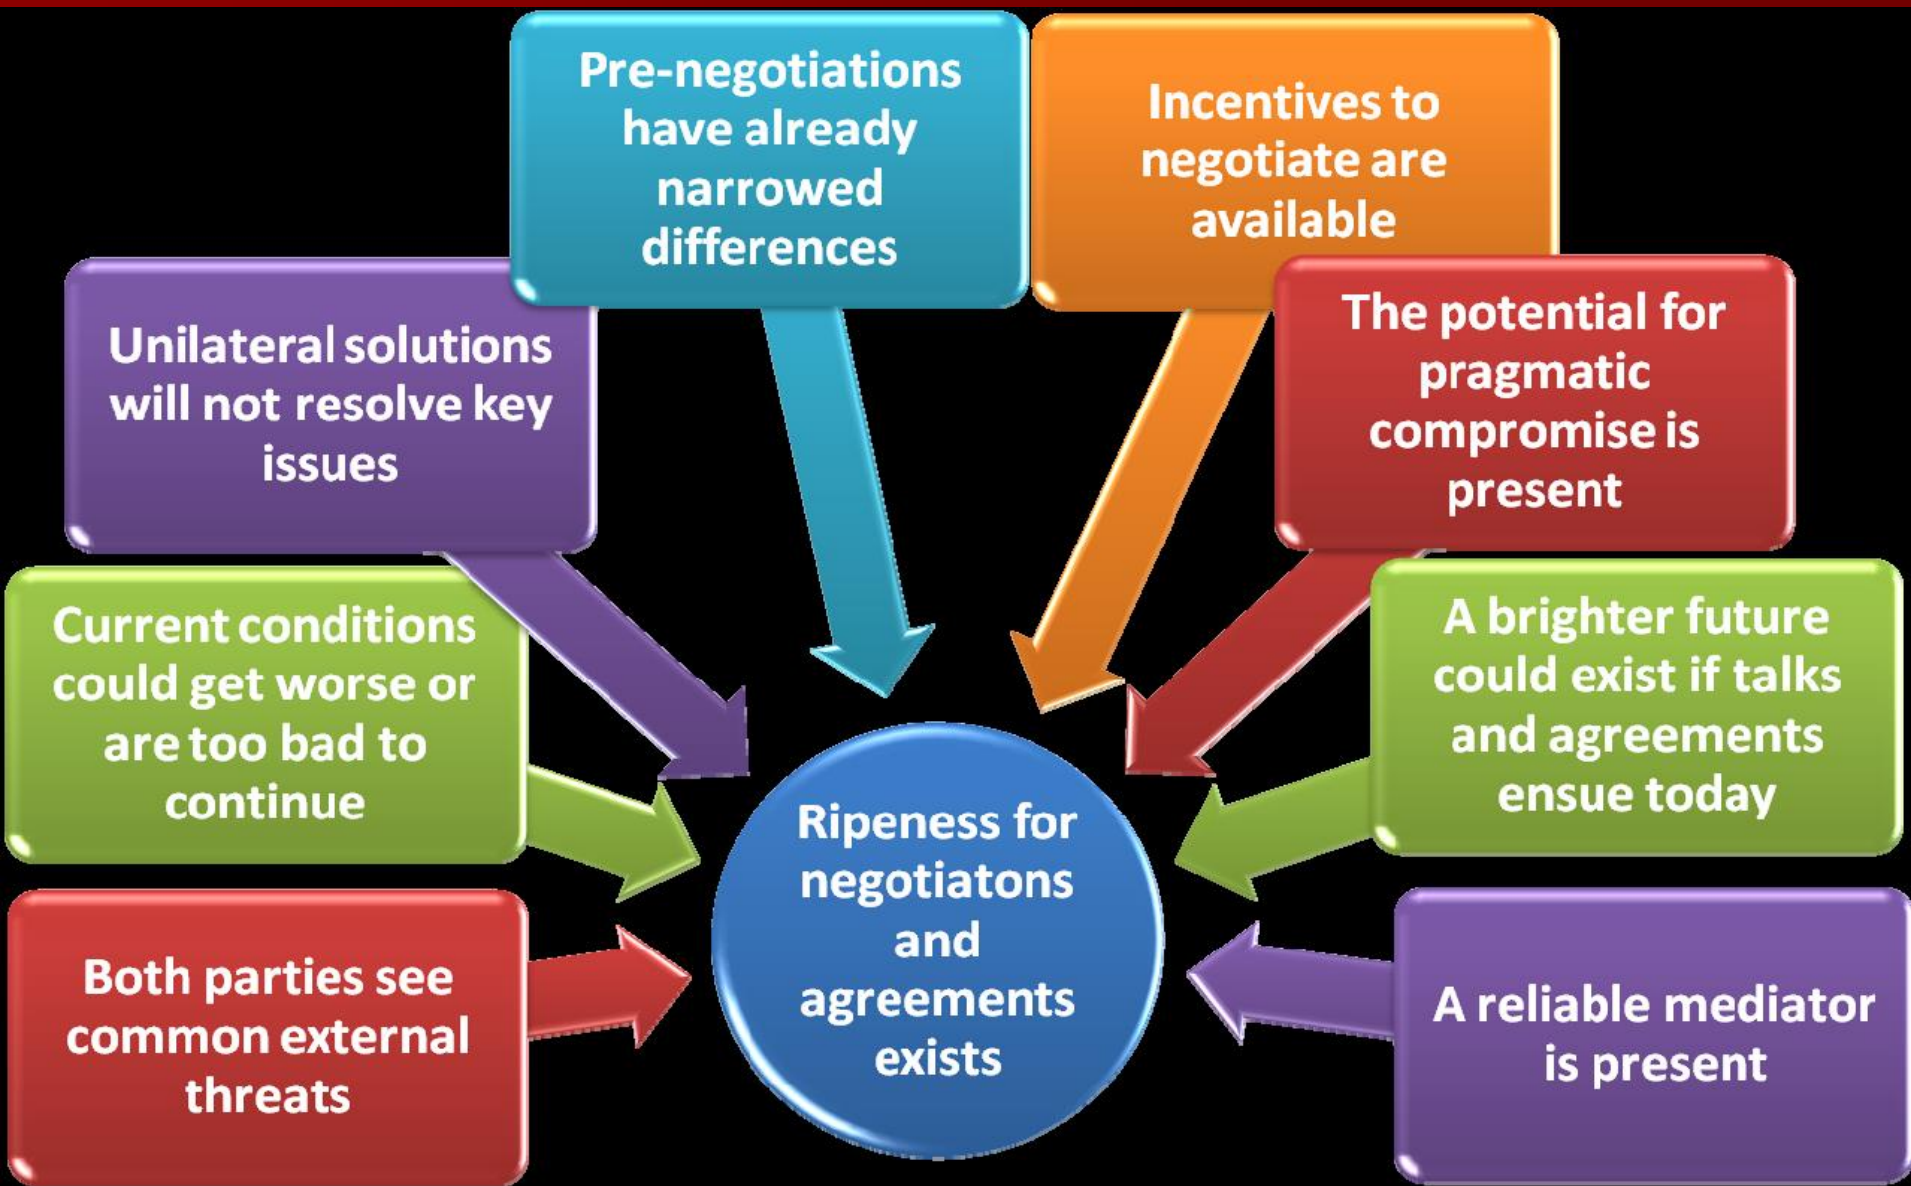 Pre-negotiations
have already
narrowed
differences
Incentives to
negotiate are
available
Unilateral solutions
will not resolve key
issues
The potential for
pragmatic
compromise is
present
Current conditions
could get worse or
are too bad to
continue
A brighter future
could exist if talks
and agreements
ensue today
Both parties see
common external
threats
Ripeness for
negotiatons
and
agreements
exists
A reliable mediator
is present